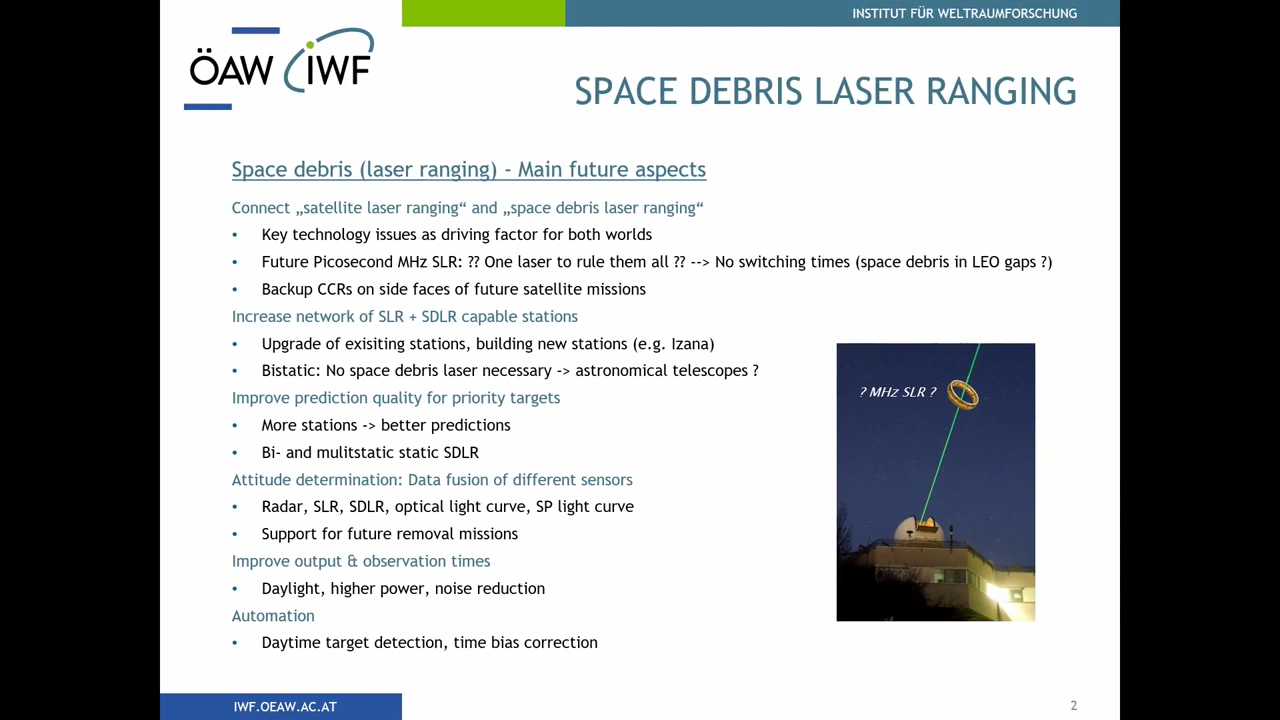 INSTITUT FÜR WELTRAUMFORSCHUNG
ÖAW IWF
SPACE DEBRIS LASER RANGING
Space debris (laser ranging) - Main future aspects
Connect „satellite laser ranging“ and „space debris laser ranging“
• Key technology issues as driving factor for both worlds
• Future Picosecond MHz SLR: ?? One laser to rule them all ?? --> No switching times (space debris in LEO gaps ?)
• Backup CCRs on side faces of future satellite missions
Increase network of SLR + SDLR capable stations
• Upgrade of exisiting stations, building new stations (e.g. Izana)
• Bistatic: No space debris laser necessary -> astronomical telescopes ?
Improve prediction quality for priority targets
• More stations -> better predictions
• Bi- and mulitstatic static SDLR
Attitude determination: Data fusion of different sensors
• Radar, SLR, SDLR, optical light curve, SP light curve
• Support for future removal missions
Improve output & observation times
• Daylight, higher power, noise reduction
Automation
• Daytime target detection, time bias correction
? MHz SLR ?
IWF.OEAW.AC.AT
2